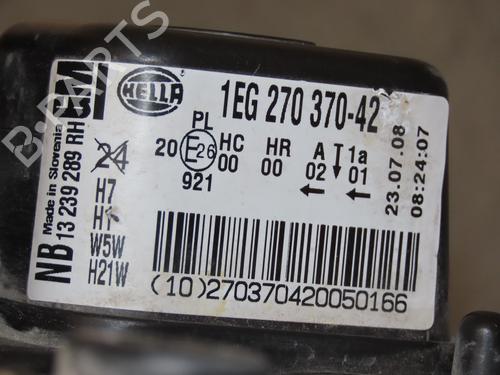 B-PARTS
GM
HELLA
1EG 270 370-42
Made in Slovenia
NB 13 239 289 RH
24
H7
H1
W5W
H21W
PL
20 E26 HC HR A 1a
00 00 02 01
921
23.07.08
08:24:07
(10)270370420050166